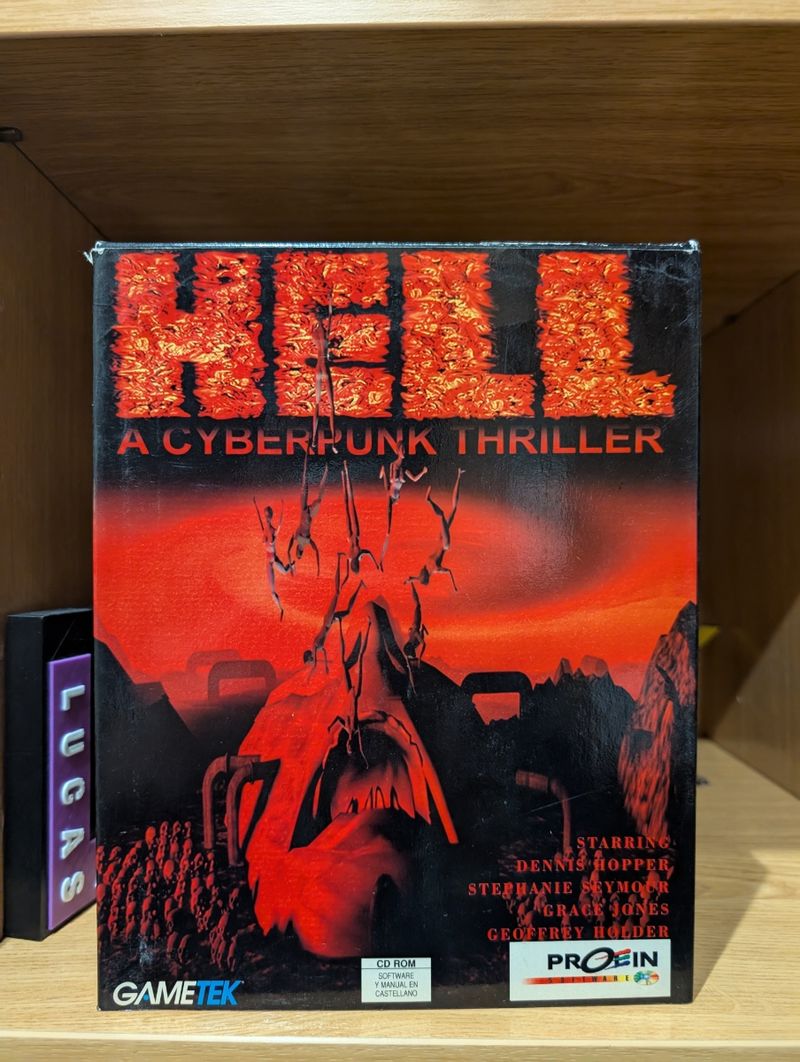 HELL
A CYBERPUNK THRILLER
LUCAS
STARRING
DENNIS HOPPER
STEPHANIE SEYMOUR
GRACE JONES
GEOFFREY HOLDER
GAMETEK
CD ROM
SOFTWARE
Y MANUAL EN
CASTELLANO
PROEIN
SOFTWARE